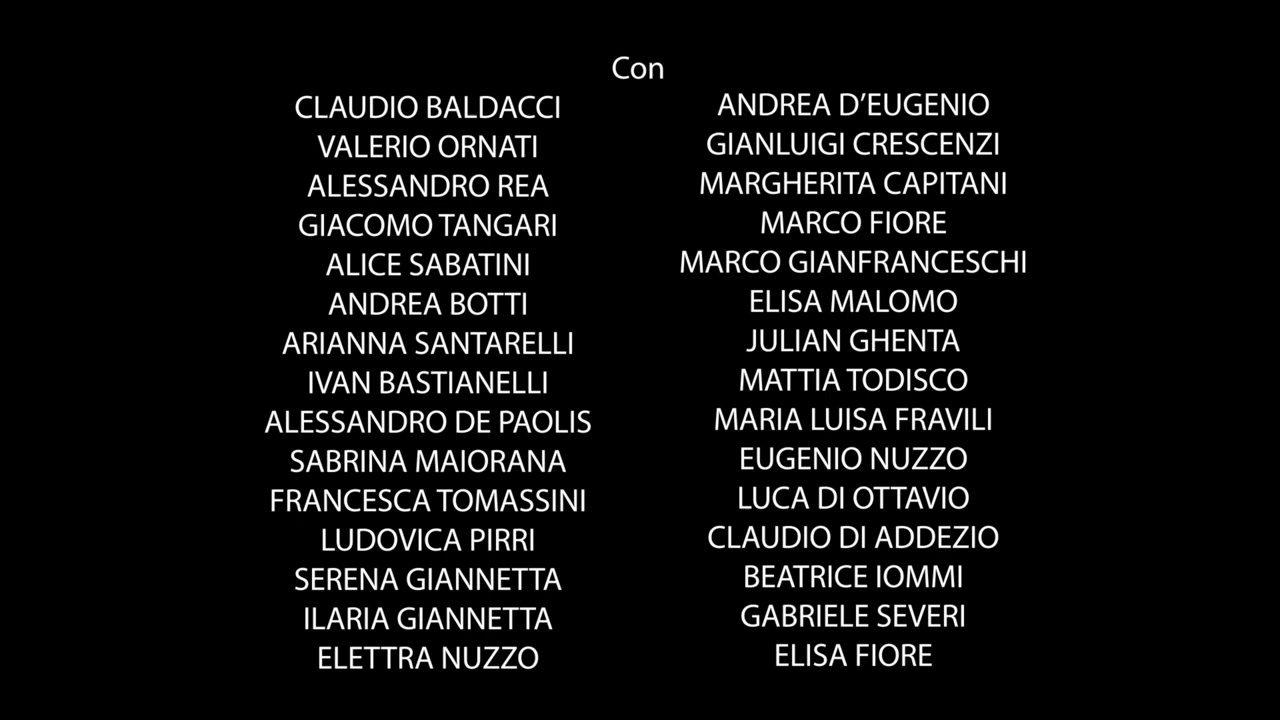 Con
CLAUDIO BALDACCI
VALERIO ORNATI
ALESSANDRO REA
GIACOMO TANGARI
ALICE SABATINI
ANDREA BOTTI
ARIANNA SANTARELLI
IVAN BASTIANELLI
ALESSANDRO DE PAOLIS
SABRINA MAIORANA
FRANCESCA TOMASSINI
LUDOVICA PIRRI
SERENA GIANNETTA
ILARIA GIANNETTA
ELETTRA NUZZO
ANDREA D’EUGENIO
GIANLUIGI CRESCENZI
MARGHERITA CAPITANI
MARCO FIORE
MARCO GIANFRANCESCHI
ELISA MALOMO
JULIAN GHENTA
MATTIA TODISCO
MARIA LUISA FRAVILI
EUGENIO NUZZO
LUCA DI OTTAVIO
CLAUDIO DI ADDEZIO
BEATRICE IOMMI
GABRIELE SEVERI
ELISA FIORE